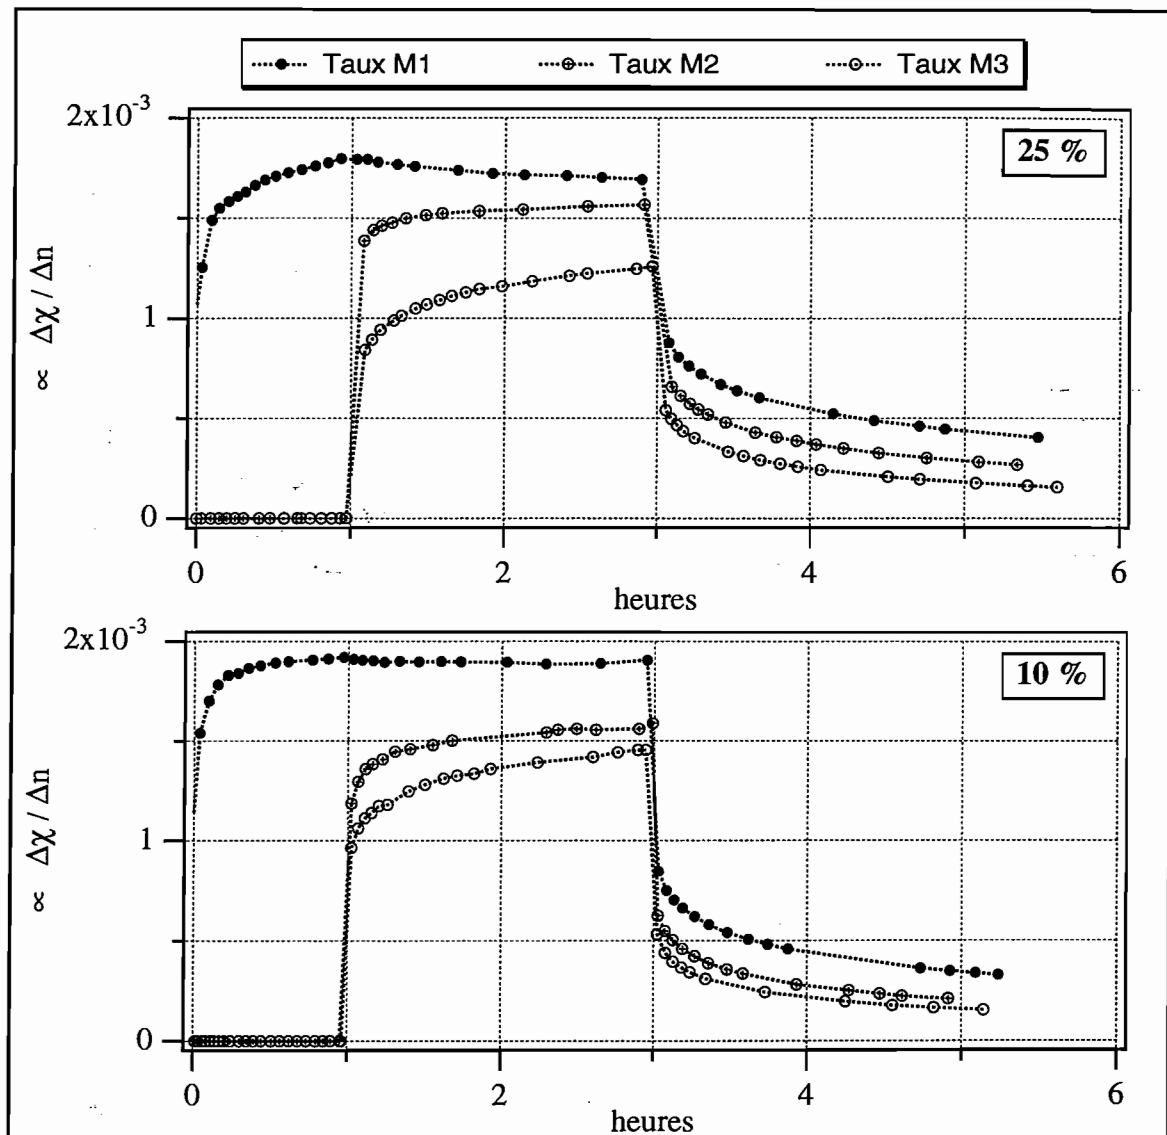 Taux M1 Taux M2 Taux M3
2x10⁻³
25 %
1
∝ Δχ / Δn
0
0 2 4 6
heures
2x10⁻³
10 %
1
∝ Δχ / Δn
0
0 2 4 6
heures